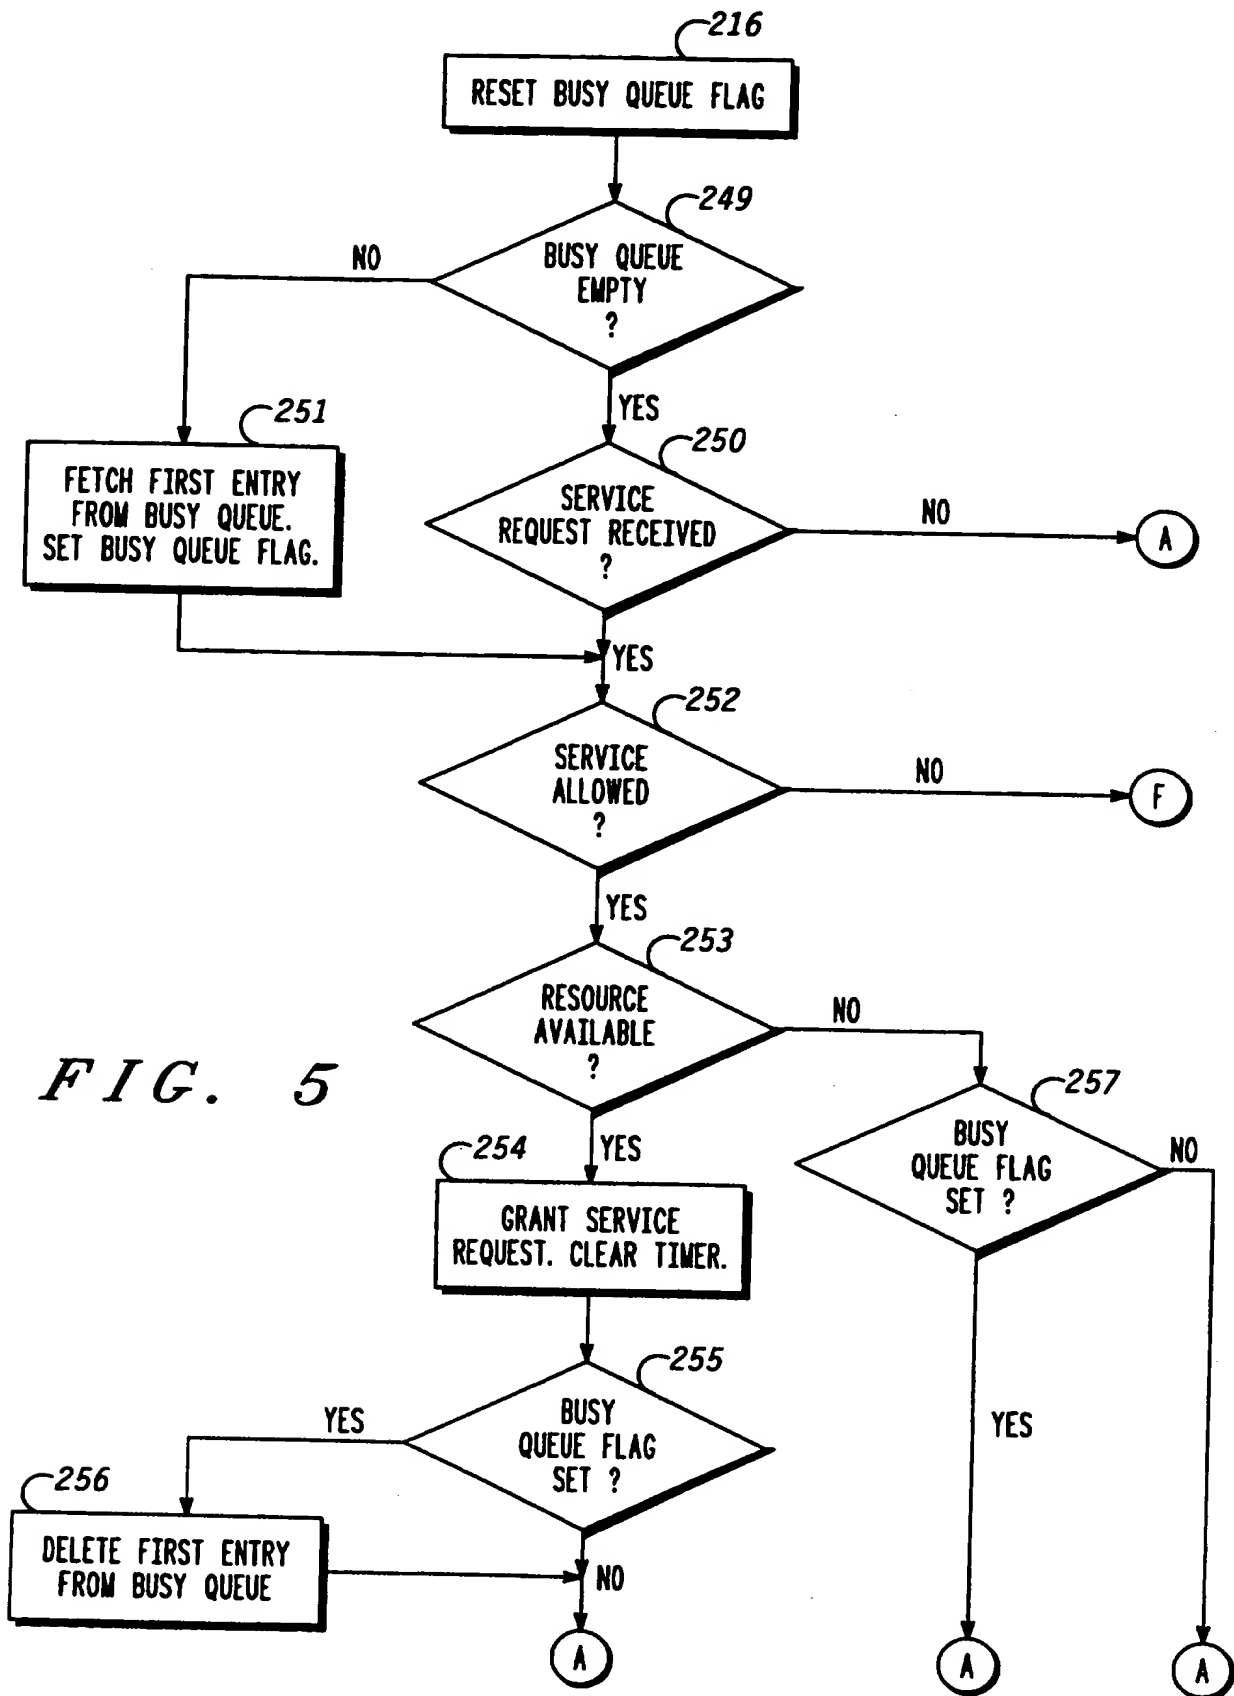 216
RESET BUSY QUEUE FLAG
249
BUSY QUEUE
EMPTY
?
NO
YES
251
FETCH FIRST ENTRY
FROM BUSY QUEUE.
SET BUSY QUEUE FLAG.
250
SERVICE
REQUEST RECEIVED
?
NO
A
YES
252
SERVICE
ALLOWED
?
NO
F
YES
253
RESOURCE
AVAILABLE
?
NO
YES
FIG. 5
257
BUSY
QUEUE FLAG
SET ?
NO
YES
254
GRANT SERVICE
REQUEST. CLEAR TIMER.
255
BUSY
QUEUE FLAG
SET ?
YES
NO
256
DELETE FIRST ENTRY
FROM BUSY QUEUE
A
A
A